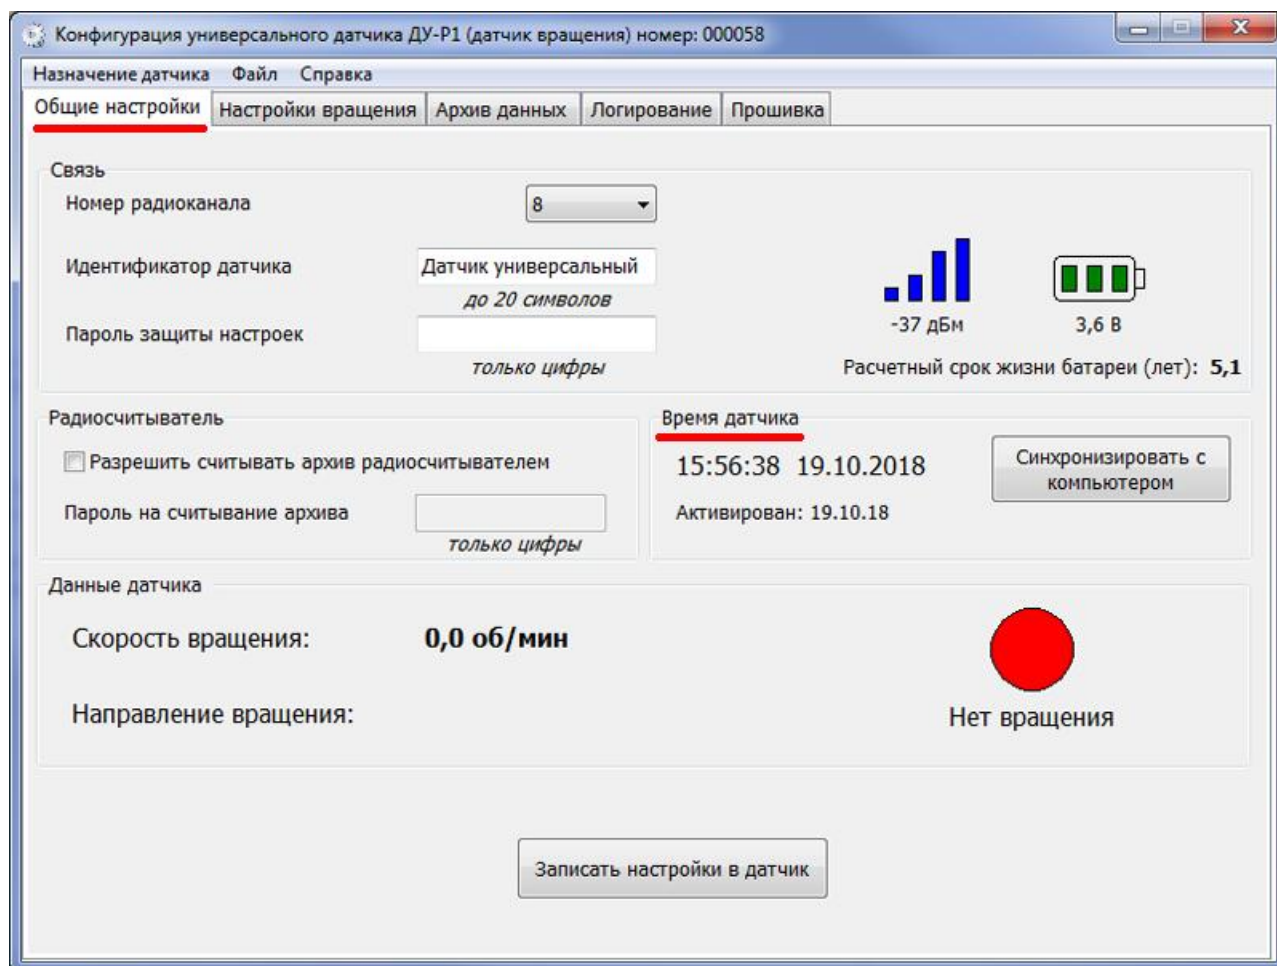 Конфигурация универсального датчика ДУ-Р1 (датчик вращения) номер: 000058
Назначение датчика Файл Справка
Общие настройки Настройки вращения Архив данных Логирование Прошивка
Связь
Номер радиоканала 8
Идентификатор датчика Датчик универсальный
до 20 символов
Пароль защиты настроек
только цифры
-37 дБм 3,6 В
Расчетный срок жизни батареи (лет): 5,1
Радиосчитыватель
Разрешить считывать архив радиосчитывателем
Пароль на считывание архива
только цифры
Время датчика
15:56:38 19.10.2018
Активирован: 19.10.18
Синхронизировать с
компьютером
Данные датчика
Скорость вращения: 0,0 об/мин
Направление вращения:
Нет вращения
Записать настройки в датчик